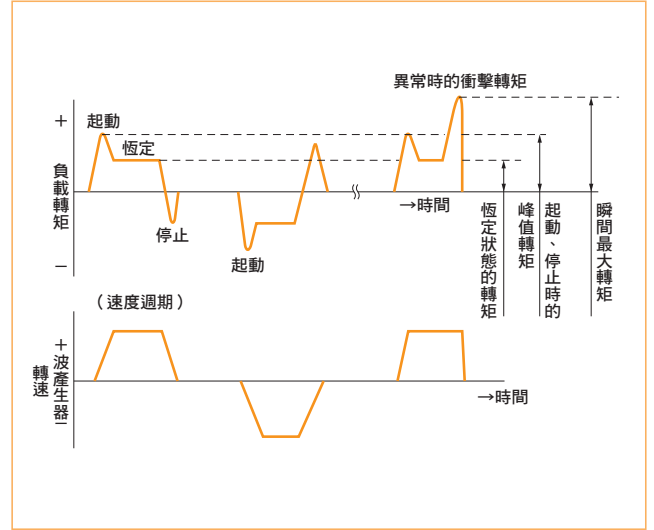 異常時的衝擊轉矩
+
起動
恆定
負載轉矩
→時間
停止
起動
−
恆定狀態的轉矩
起動、停止時的
峰值轉矩
瞬間最大轉矩
（速度週期）
+
波產生器
轉速
−
→時間